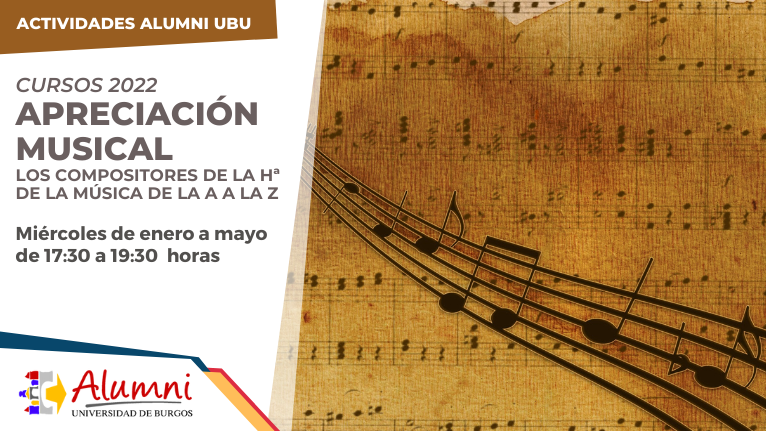 ACTIVIDADES ALUMNI UBU
CURSOS 2022
APRECIACIÓN
MUSICAL
LOS COMPOSITORES DE LA Hª
DE LA MÚSICA DE LA A A LA Z
Miércoles de enero a mayo
de 17:30 a 19:30 horas
Alumni
UNIVERSIDAD DE BURGOS